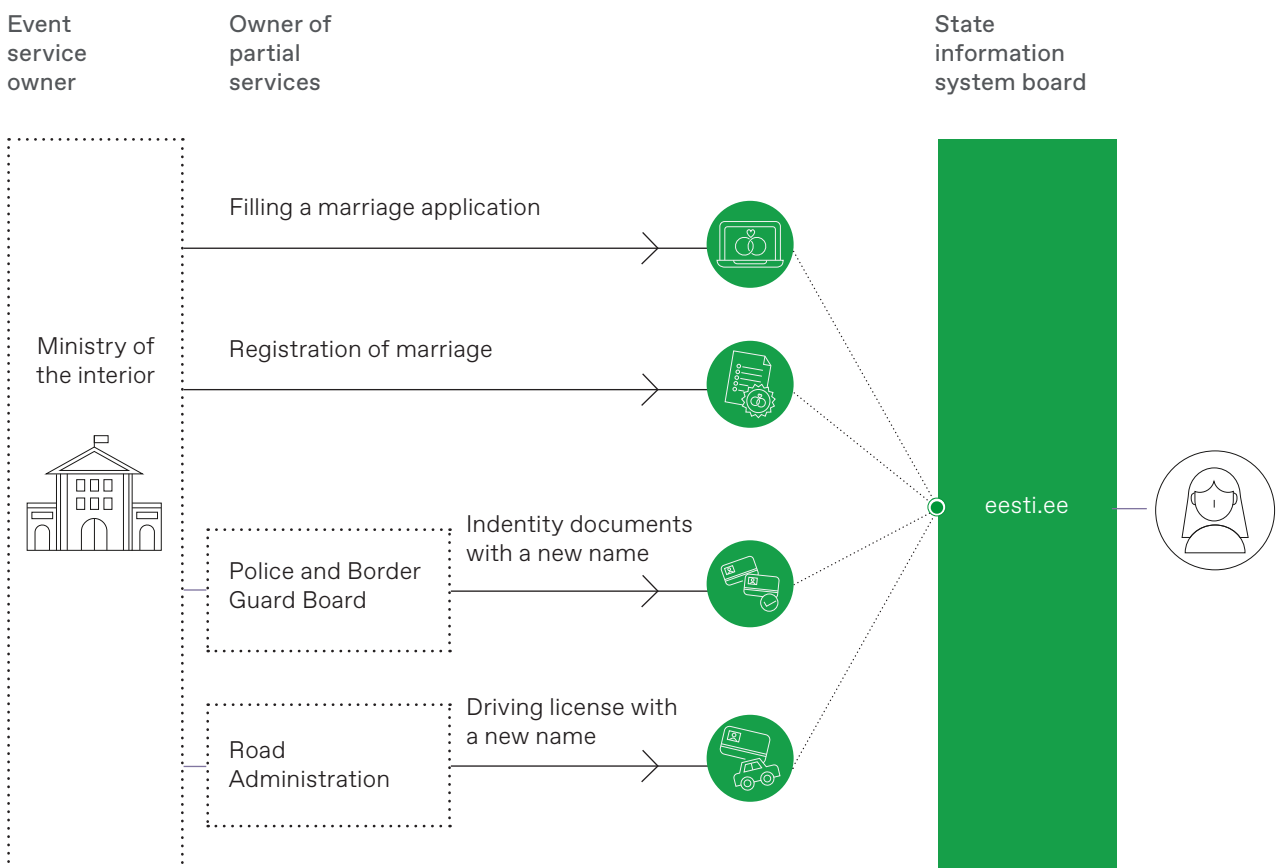 Event
service
owner
Owner of
partial
services
State
information
system board
Filling a marriage application
Ministry of
the interior
Registration of marriage
eesti.ee
Police and Border
Guard Board
Indentity documents
with a new name
Road
Administration
Driving license with
a new name